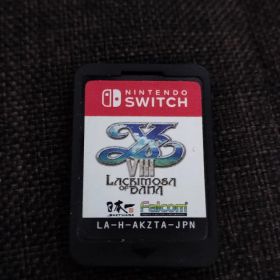 NINTENDO
SWITCH
Ys
VIII
LACRIMOSA
OF DANA
日本一
Falcom
LA-H-AKZTA-JPN